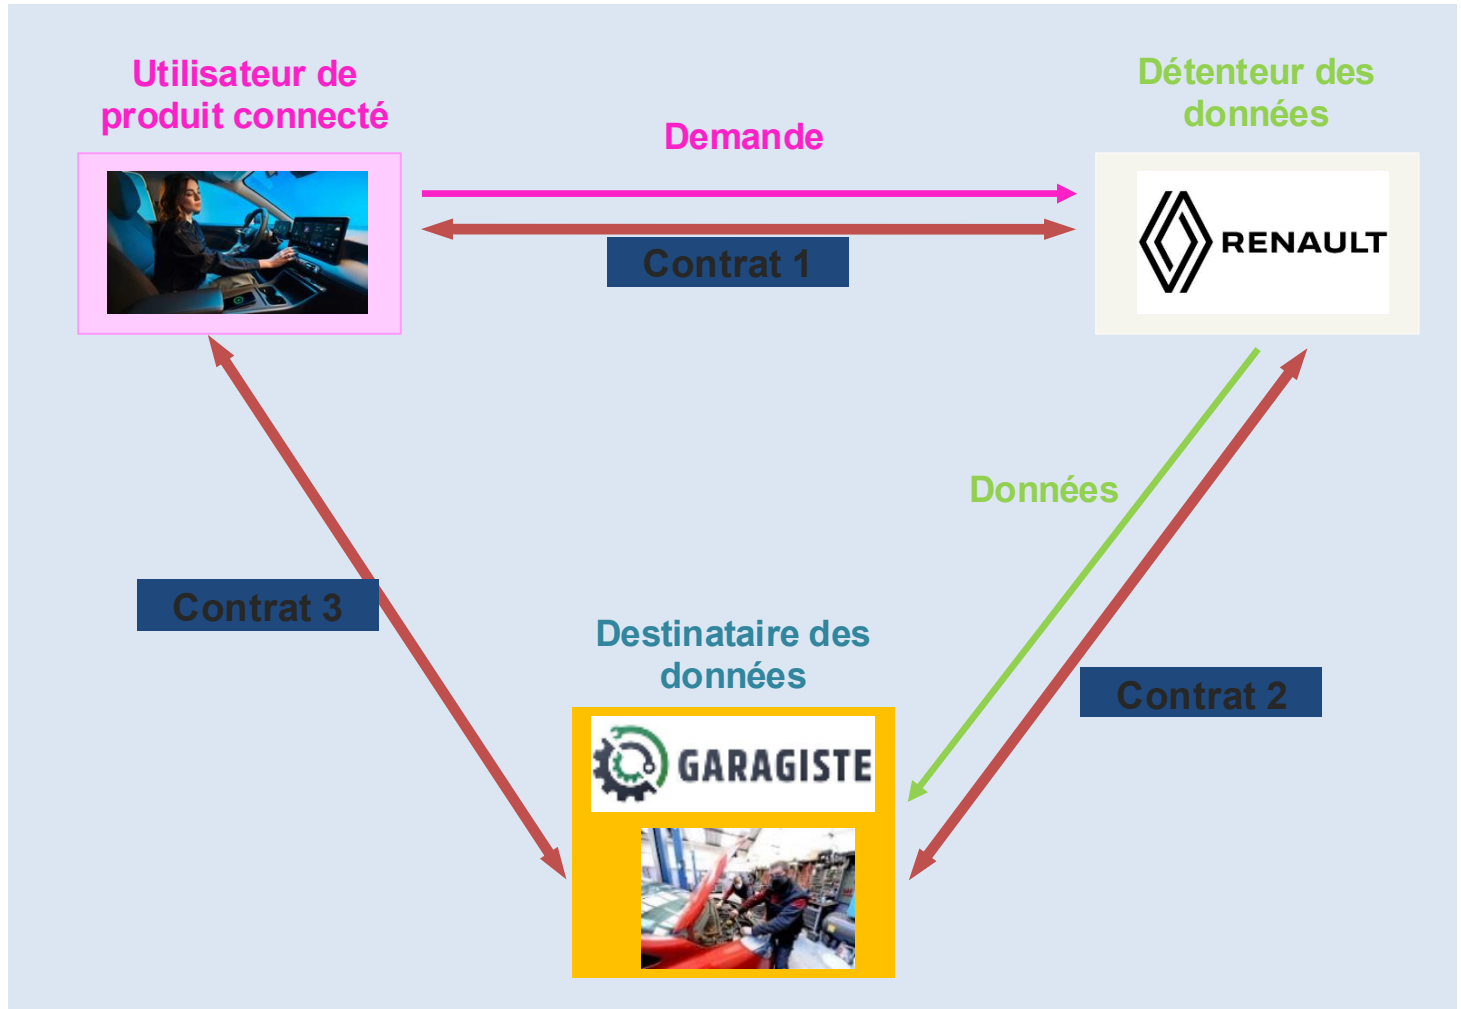 Utilisateur de
produit connecté
Détenteur des
données
Demande
RENAULT
Contrat 1
Données
Contrat 3
Destinataire des
données
Contrat 2
GARAGISTE